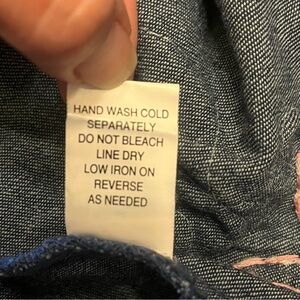 HAND WASH COLD
SEPARATELY
DO NOT BLEACH
LINE DRY
LOW IRON ON
REVERSE
AS NEEDED